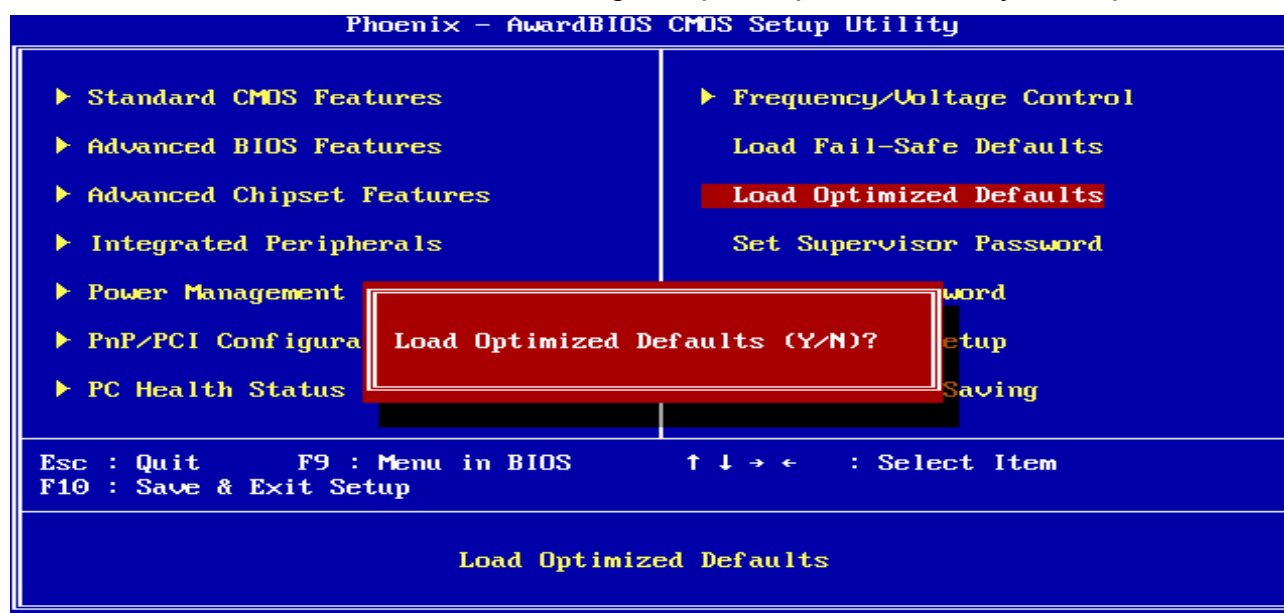 Phoenix - AwardBIOS CMOS Setup Utility
▶ Standard CMOS Features
▶ Advanced BIOS Features
▶ Advanced Chipset Features
▶ Integrated Peripherals
▶ Power Management
▶ PnP/PCI Configura
▶ PC Health Status
▶ Frequency/Voltage Control
Load Fail-Safe Defaults
Load Optimized Defaults
Set Supervisor Password
word
etup
Saving
Load Optimized Defaults (Y/N)?
Esc : Quit F9 : Menu in BIOS ↑ ↓ → ← : Select Item
F10 : Save & Exit Setup
Load Optimized Defaults